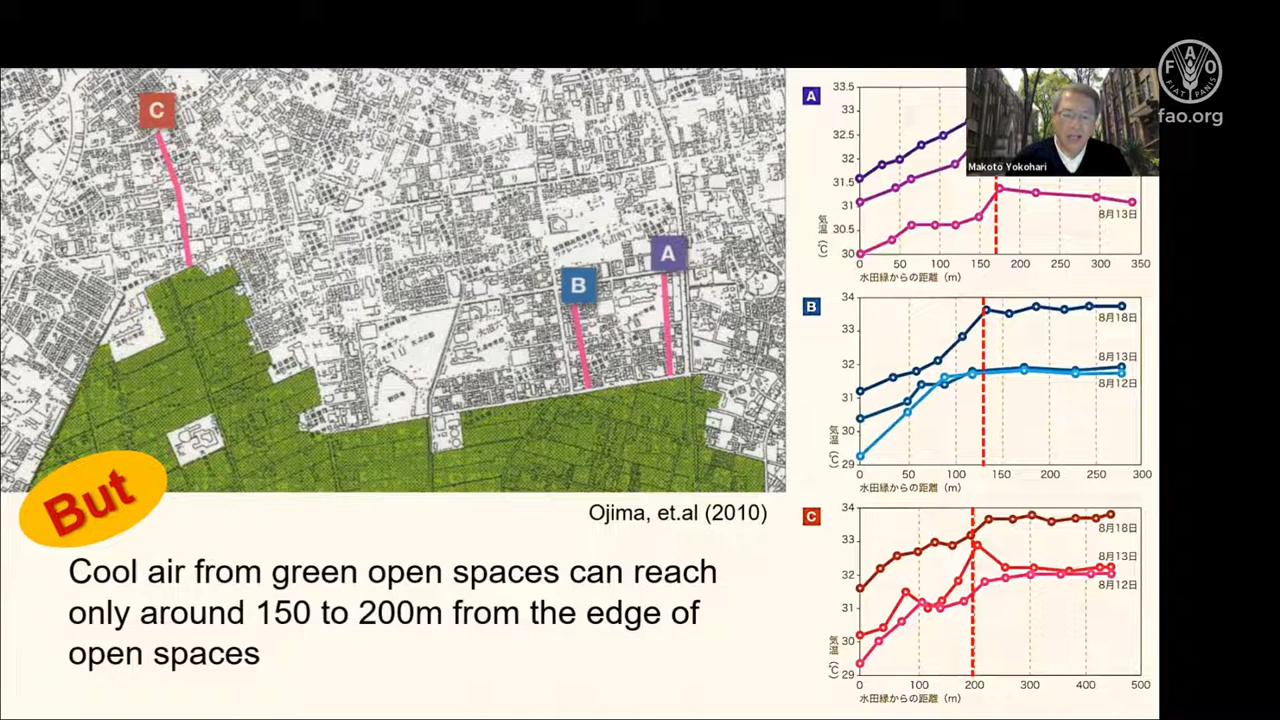 FAO
FIAT PANIS
fao.org
Makoto Yokohari
C
A
B
But
Ojima, et.al (2010)
Cool air from green open spaces can reach
only around 150 to 200m from the edge of
open spaces
A
33.5
33
32.5
32
31.5
31
30.5
30
気温(℃)
0 50 100 150 200 250 300 350
水田緑からの距離(m)
8月13日
B
34
33
32
31
30
29
気温(℃)
0 50 100 150 200 250 300
水田緑からの距離(m)
8月18日
8月13日
8月12日
C
34
33
32
31
30
29
気温(℃)
0 100 200 300 400 500
水田緑からの距離(m)
8月18日
8月13日
8月12日